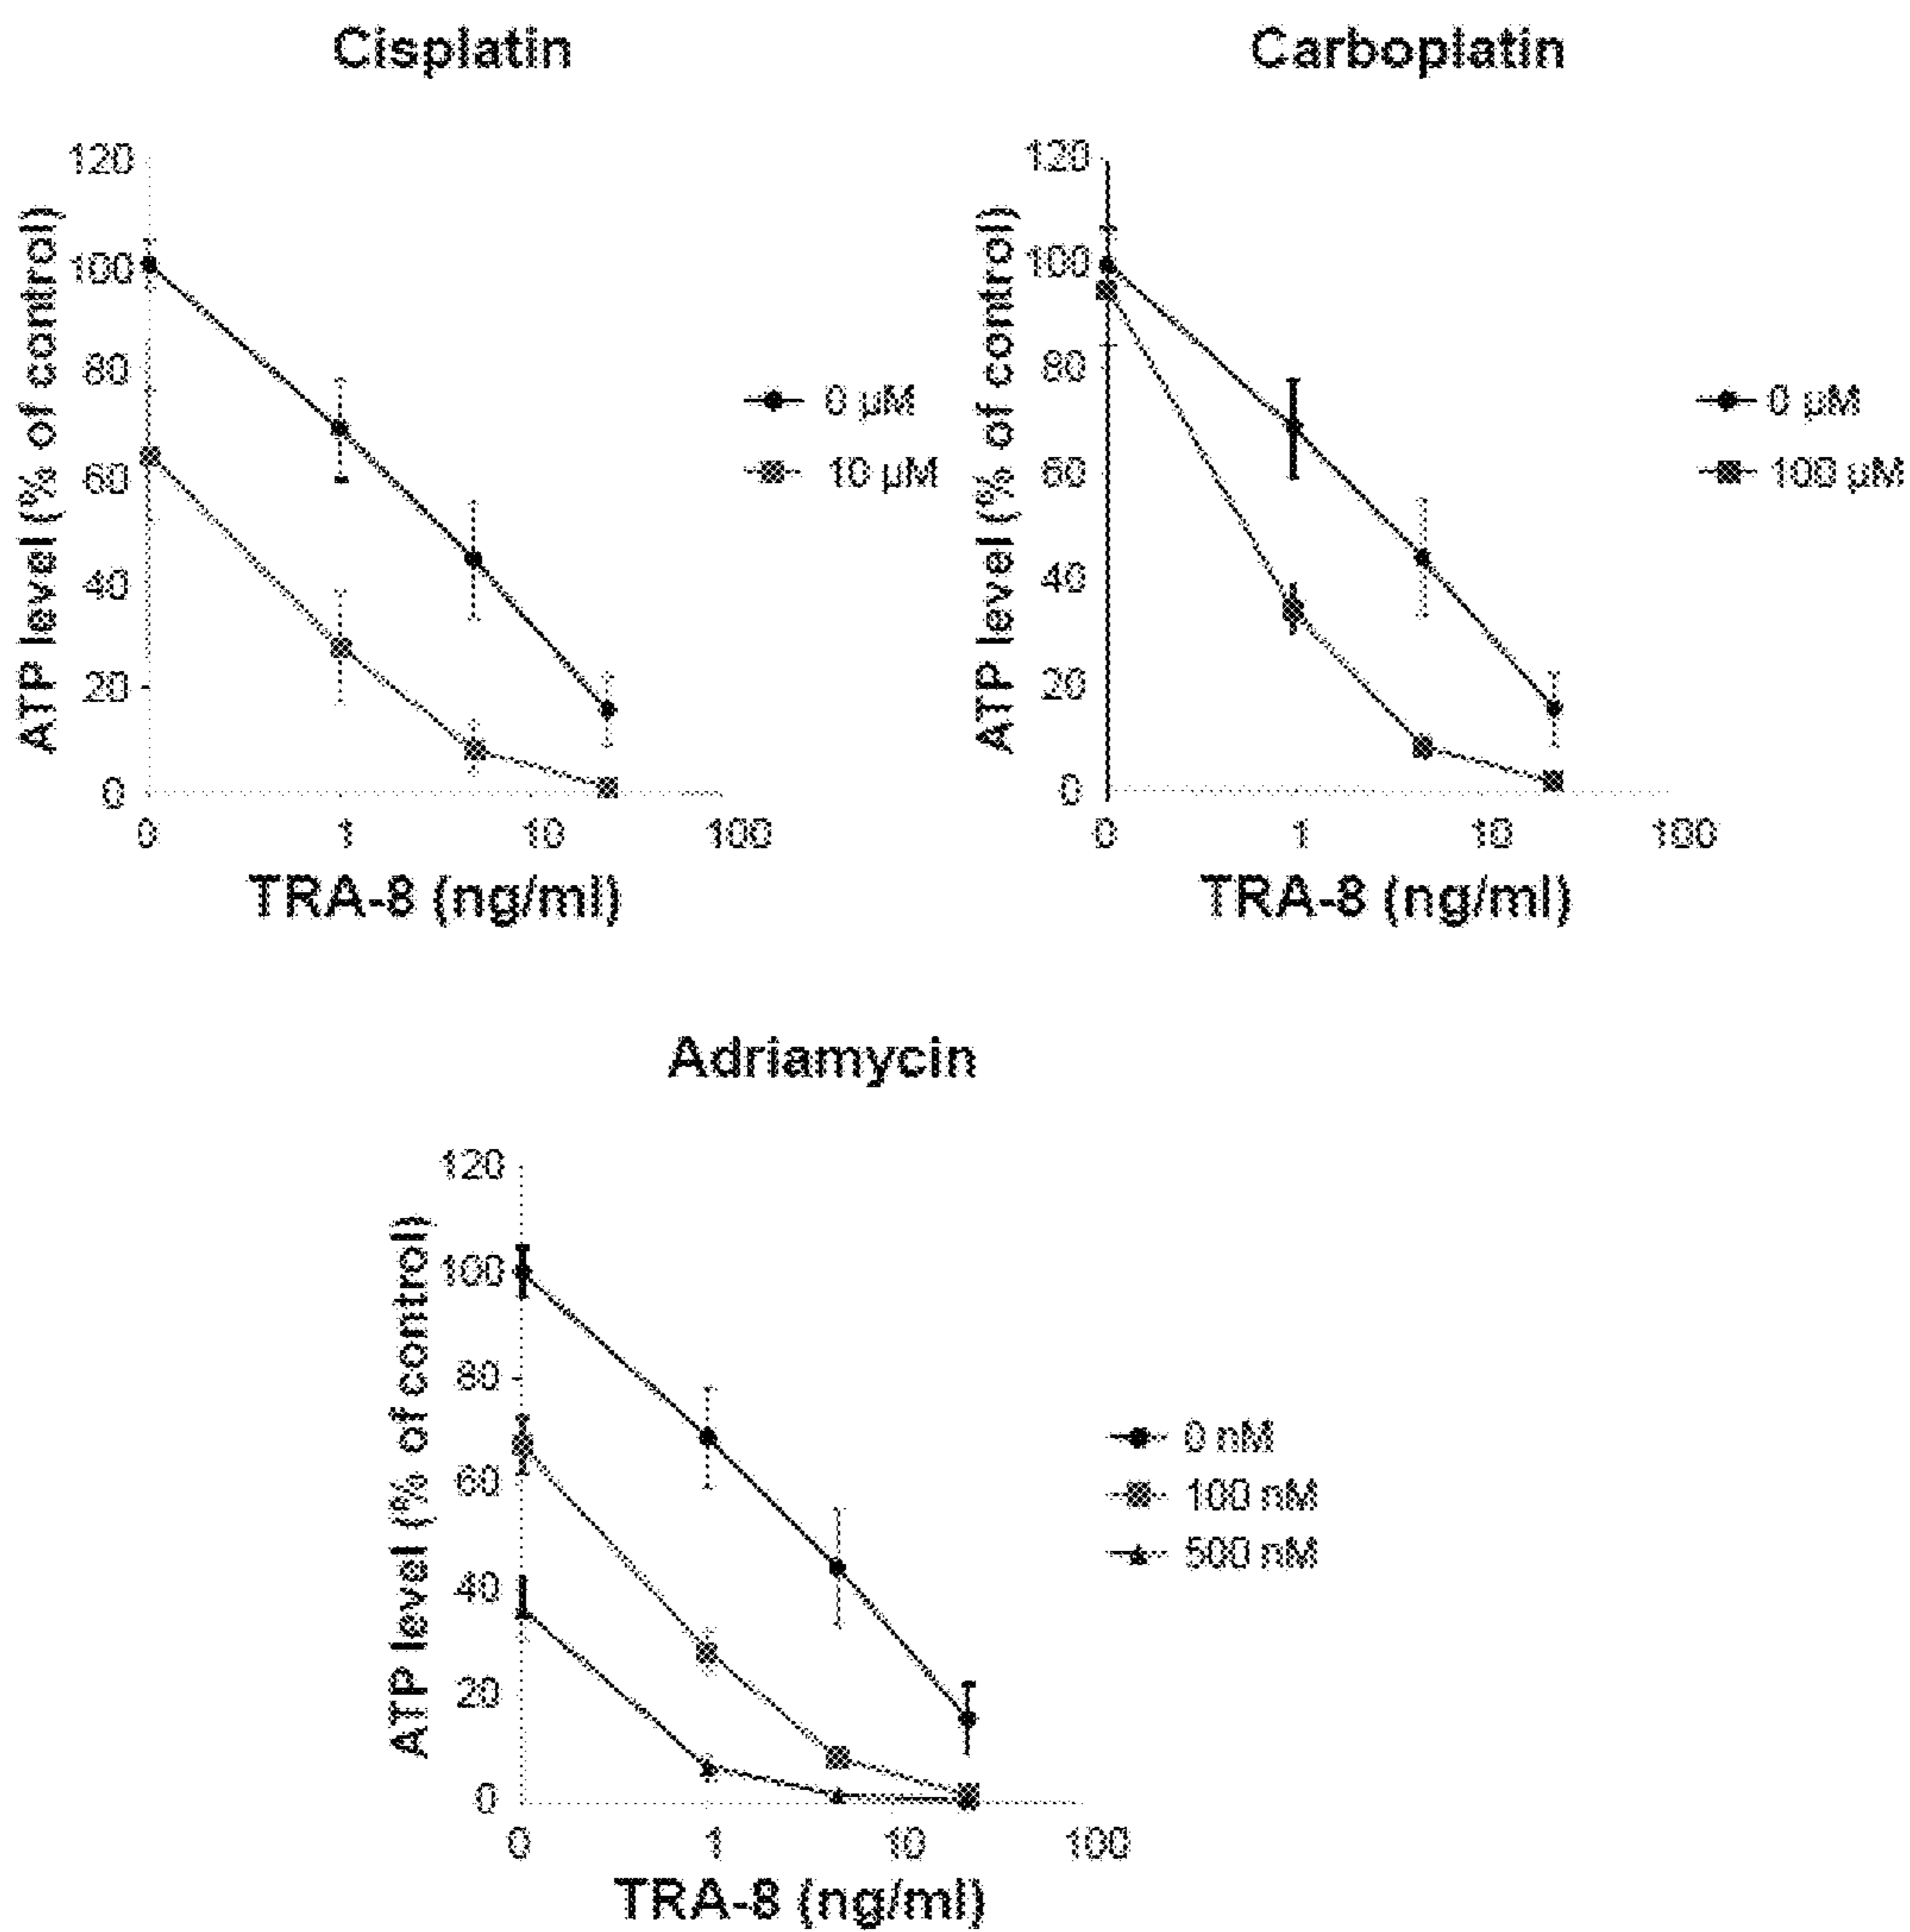 Cisplatin
ATP level (% of control)
120
100
80
60
40
20
0
0 1 10 100
TRA-8 (ng/ml)
0 µM
10 µM
Carboplatin
ATP level (% of control)
120
100
80
60
40
20
0
0 1 10 100
TRA-8 (ng/ml)
0 µM
100 µM
Adriamycin
ATP level (% of control)
120
100
80
60
40
20
0
0 1 10 100
TRA-8 (ng/ml)
0 nM
100 nM
500 nM